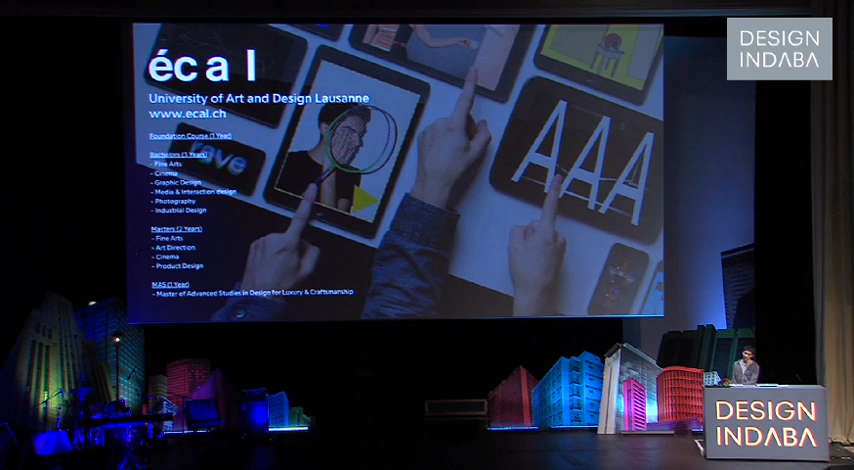 DESIGN
INDABA
écal
University of Art and Design Lausanne
www.ecal.ch
Foundation Course (1 Year)
Bachelors (3 Years)
- Fine Arts
- Cinema
- Graphic Design
- Media & Interaction design
- Photography
- Industrial Design
Masters (2 Years)
- Fine Arts
- Art Direction
- Cinema
- Product Design
MAS (1 Year)
- Master of Advanced Studies in Design for Luxury & Craftsmanship
rave
AAA
DESIGN
INDABA